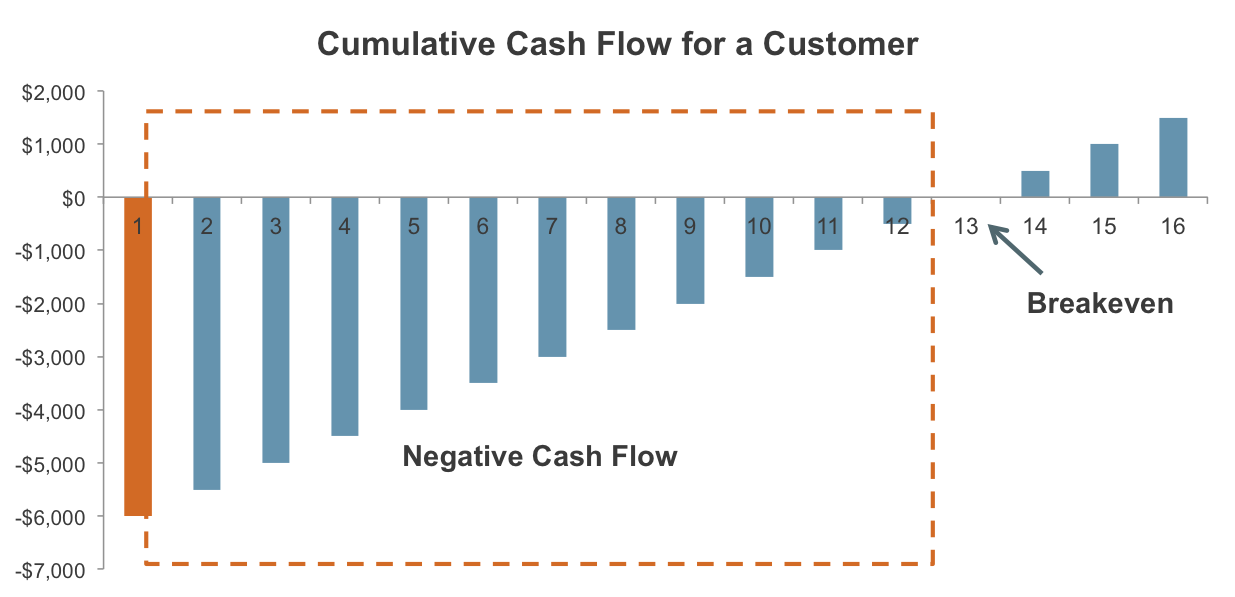 Cumulative Cash Flow for a Customer
$2,000
$1,000
$0
1 2 3 4 5 6 7 8 9 10 11 12 13 14 15 16
-$1,000
Breakeven
-$2,000
-$3,000
-$4,000
Negative Cash Flow
-$5,000
-$6,000
-$7,000